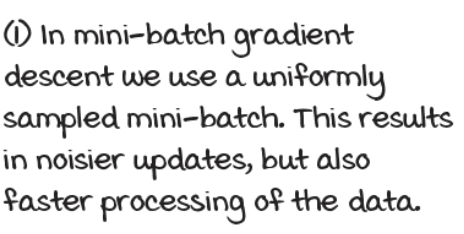 (1) In mini-batch gradient
descent we use a uniformly
sampled mini-batch. This results
in noisier updates, but also
faster processing of the data.